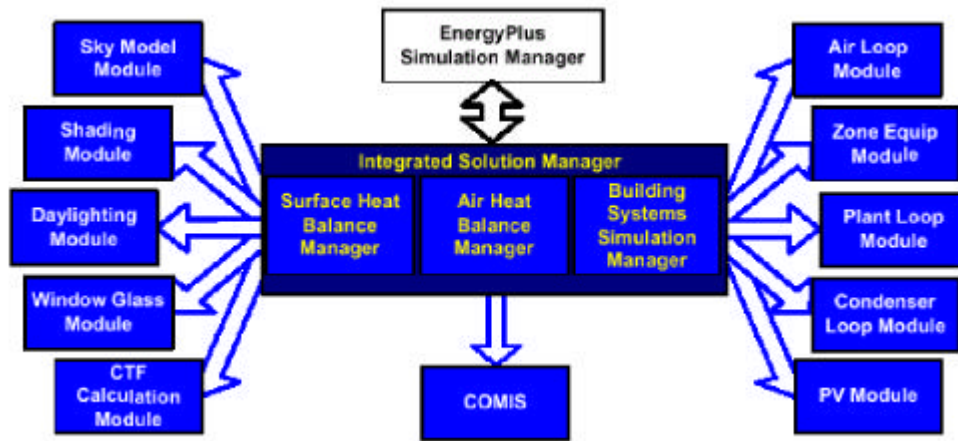 EnergyPlus
Simulation Manager
Sky Model
Module
Shading
Module
Daylighting
Module
Window Glass
Module
CTF
Calculation
Module
Integrated Solution Manager
Surface Heat
Balance
Manager
Air Heat
Balance
Manager
Building
Systems
Simulation
Manager
COMIS
Air Loop
Module
Zone Equip
Module
Plant Loop
Module
Condenser
Loop Module
PV Module